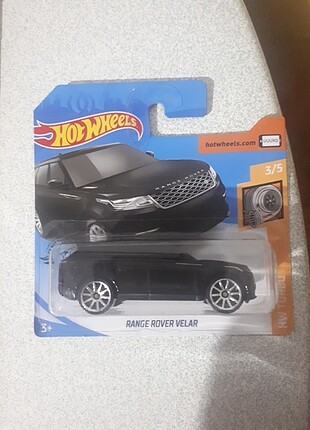 HOT WHEELS
hotwheels.com
3/5
HW TURBO
RANGE ROVER VELAR
3+